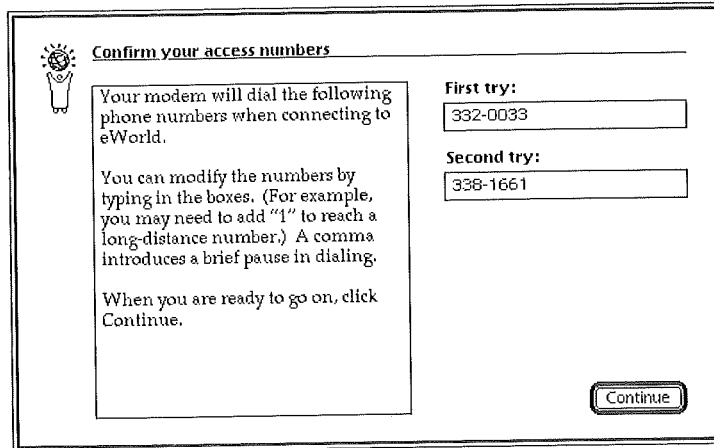 Confirm your access numbers
Your modem will dial the following
phone numbers when connecting to
eWorld.
You can modify the numbers by
typing in the boxes. (For example,
you may need to add "1" to reach a
long-distance number.) A comma
introduces a brief pause in dialing.
When you are ready to go on, click
Continue.
First try:
332-0033
Second try:
338-1661
Continue